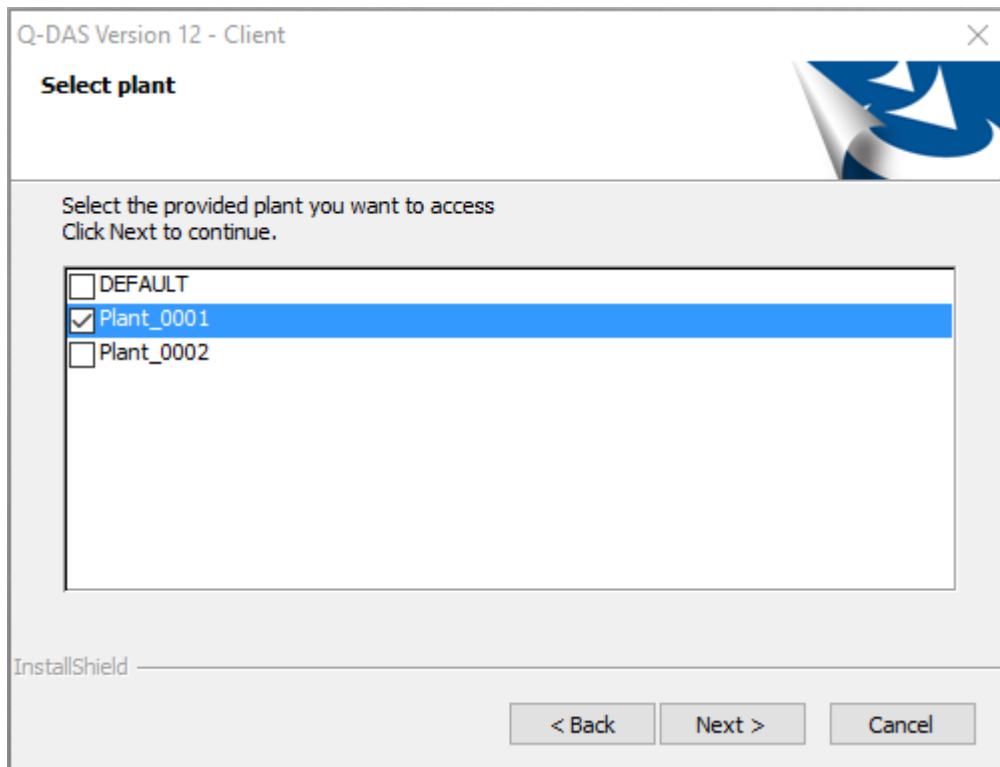 Q-DAS Version 12 - Client
Select plant
Select the provided plant you want to access
Click Next to continue.
DEFAULT
Plant_0001
Plant_0002
InstallShield
< Back Next > Cancel